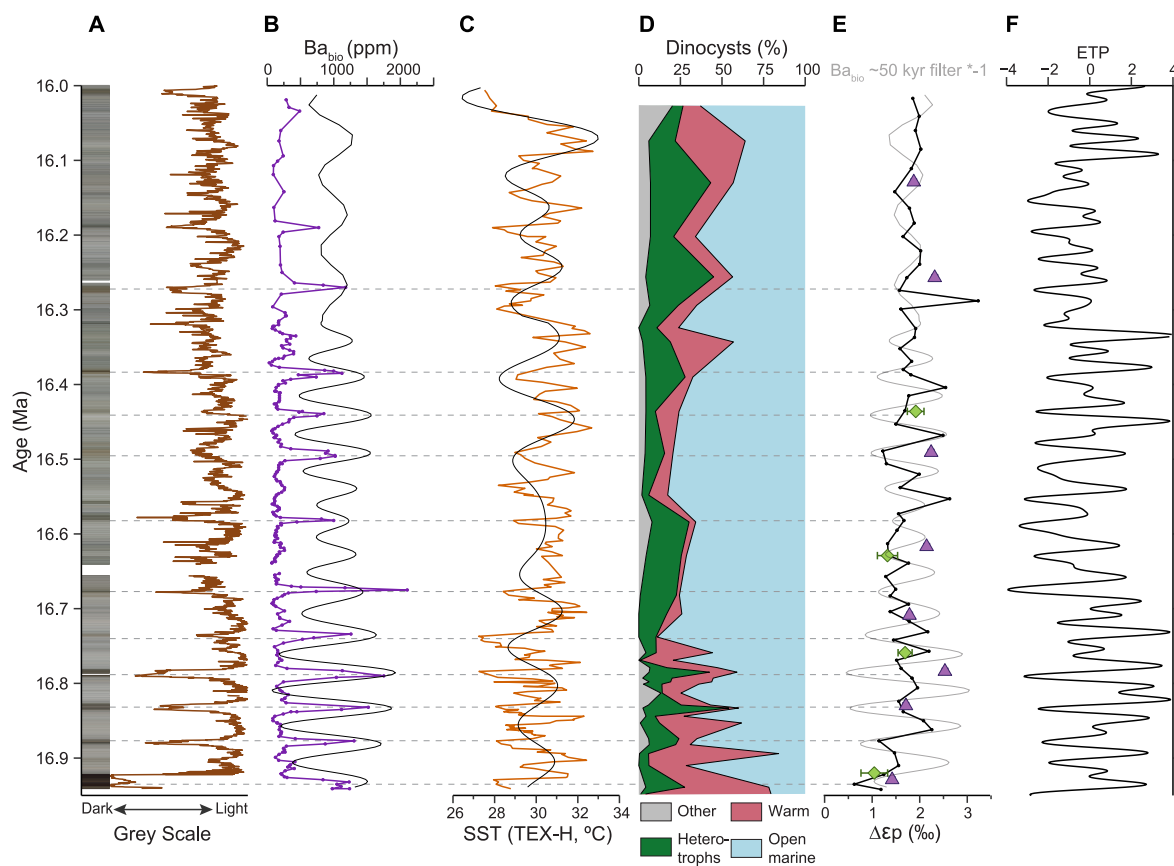 A B C D E F
Ba_bio (ppm) Dinocysts (%) ETP
Ba_bio ~50 kyr filter *-1
0 1000 2000 0 25 50 75 100 −4 −2 0 2 4
16.0
16.1
16.2
16.3
16.4
16.5
16.6
16.7
16.8
16.9
Age (Ma)
Dark Light
Grey Scale
26 28 30 32 34
SST (TEX-H, ºC)
Other Warm
Hetero-
trophs
Open
marine
0 1 2 3
Δεp (‰)